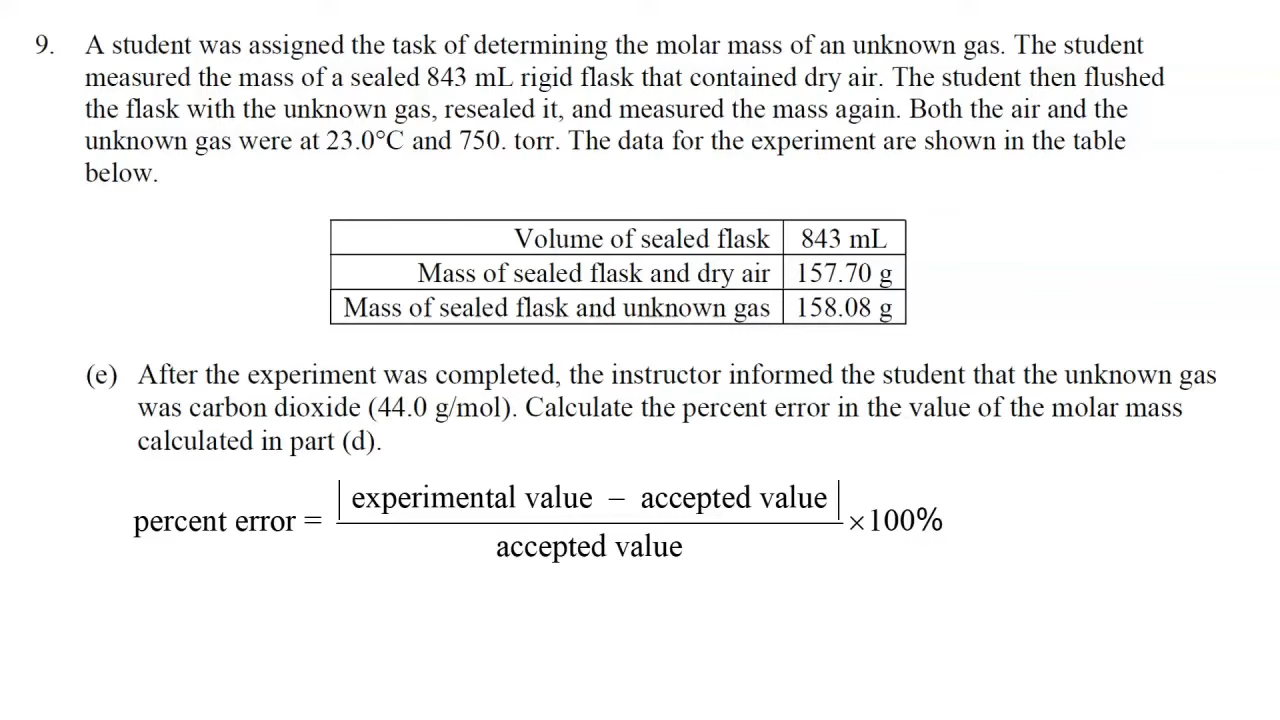 9. A student was assigned the task of determining the molar mass of an unknown gas. The student
measured the mass of a sealed 843 mL rigid flask that contained dry air. The student then flushed
the flask with the unknown gas, resealed it, and measured the mass again. Both the air and the
unknown gas were at 23.0°C and 750. torr. The data for the experiment are shown in the table
below.
Volume of sealed flask 843 mL
Mass of sealed flask and dry air 157.70 g
Mass of sealed flask and unknown gas 158.08 g
(e) After the experiment was completed, the instructor informed the student that the unknown gas
was carbon dioxide (44.0 g/mol). Calculate the percent error in the value of the molar mass
calculated in part (d).
| experimental value − accepted value |
percent error = ×100%
accepted value